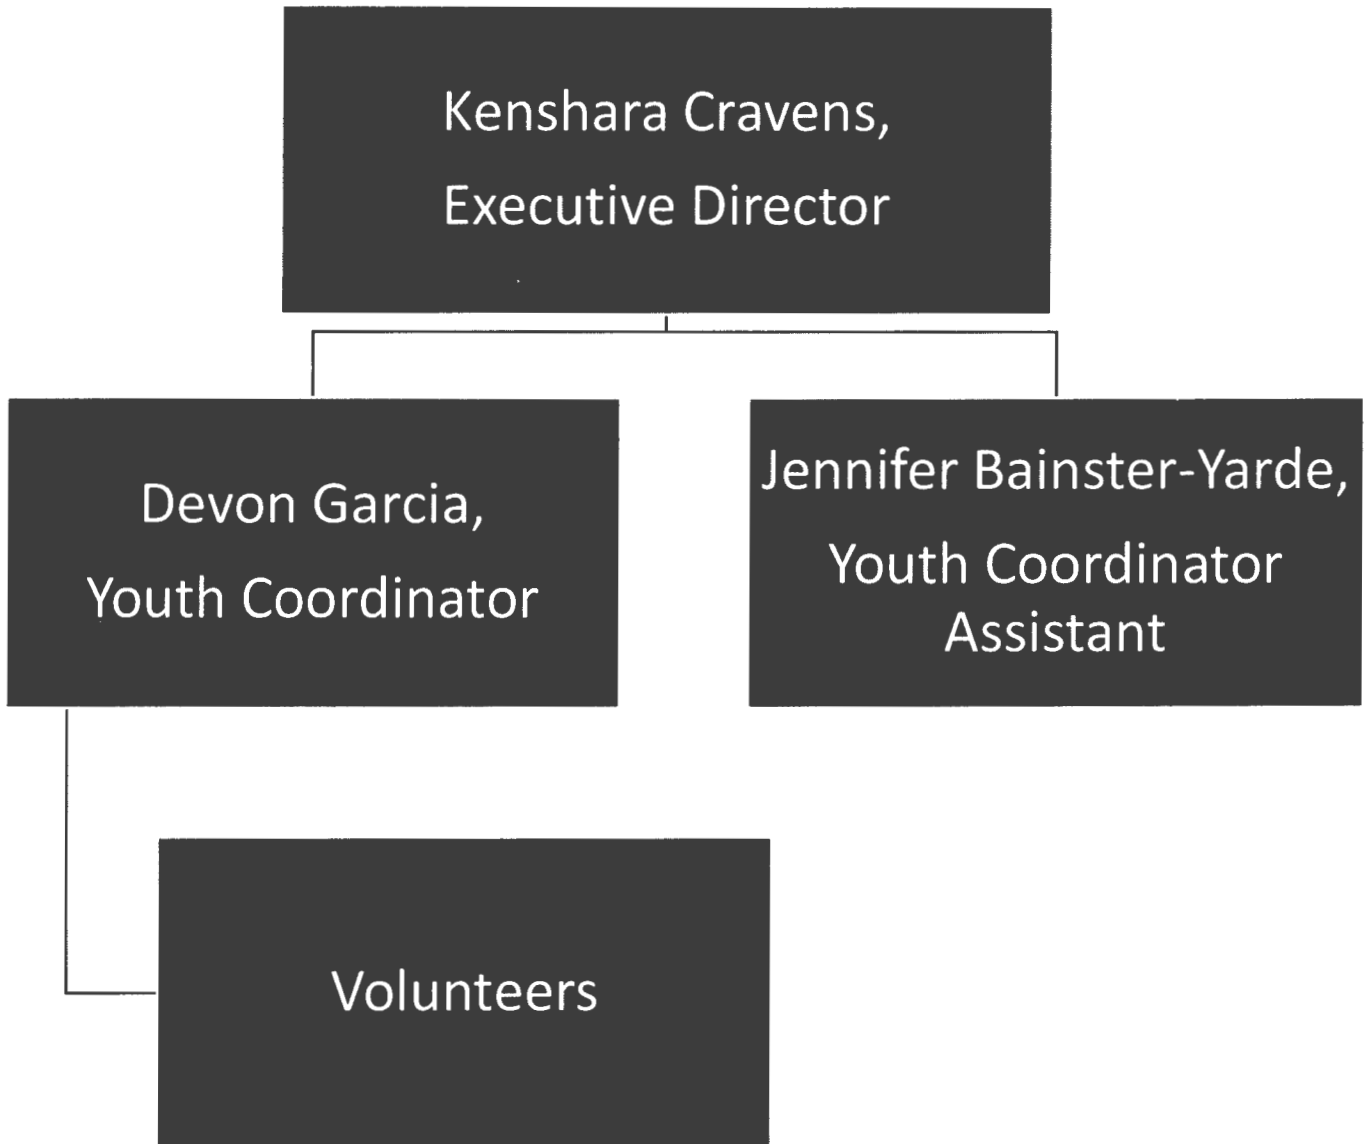 Kenshara Cravens,
Executive Director
Devon Garcia,
Youth Coordinator
Jennifer Bainster-Yarde,
Youth Coordinator
Assistant
Volunteers